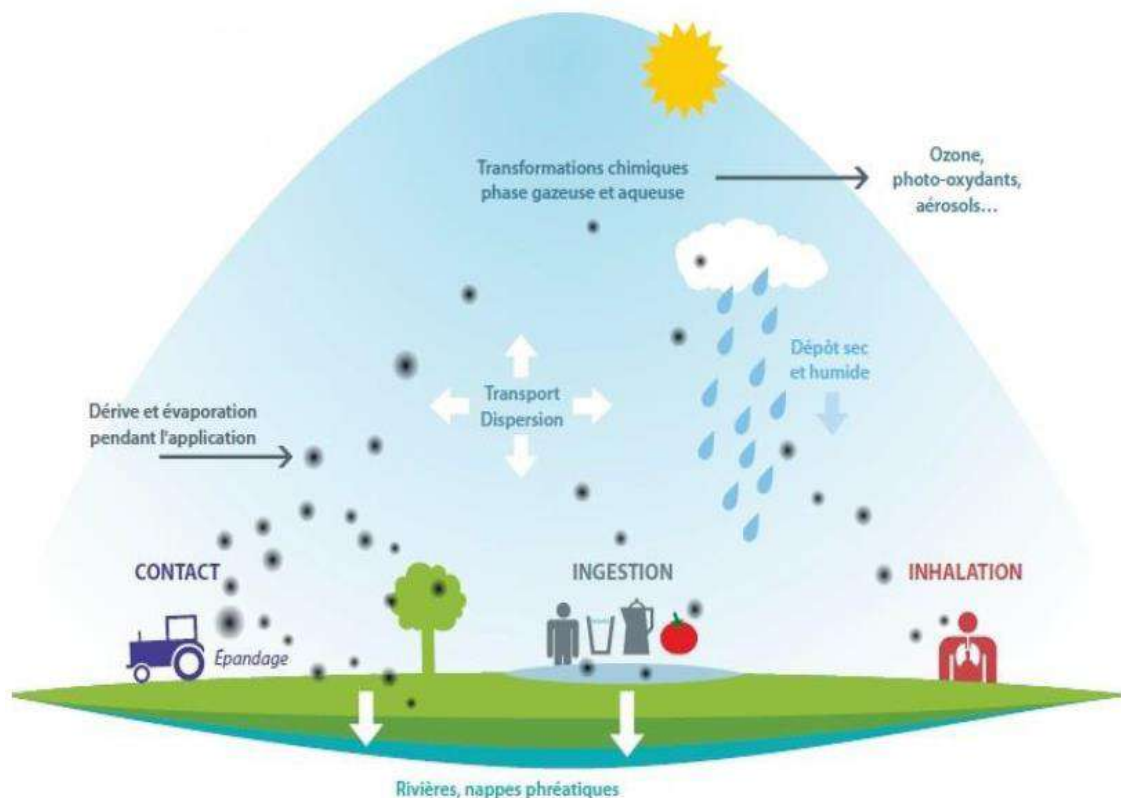 Transformations chimiques
phase gazeuse et aqueuse
Ozone,
photo-oxydants,
aérosols...
Dépôt sec
et humide
Transport
Dispersion
Dérive et évaporation
pendant l'application
CONTACT
INGESTION
INHALATION
Épandage
Rivières, nappes phréatiques